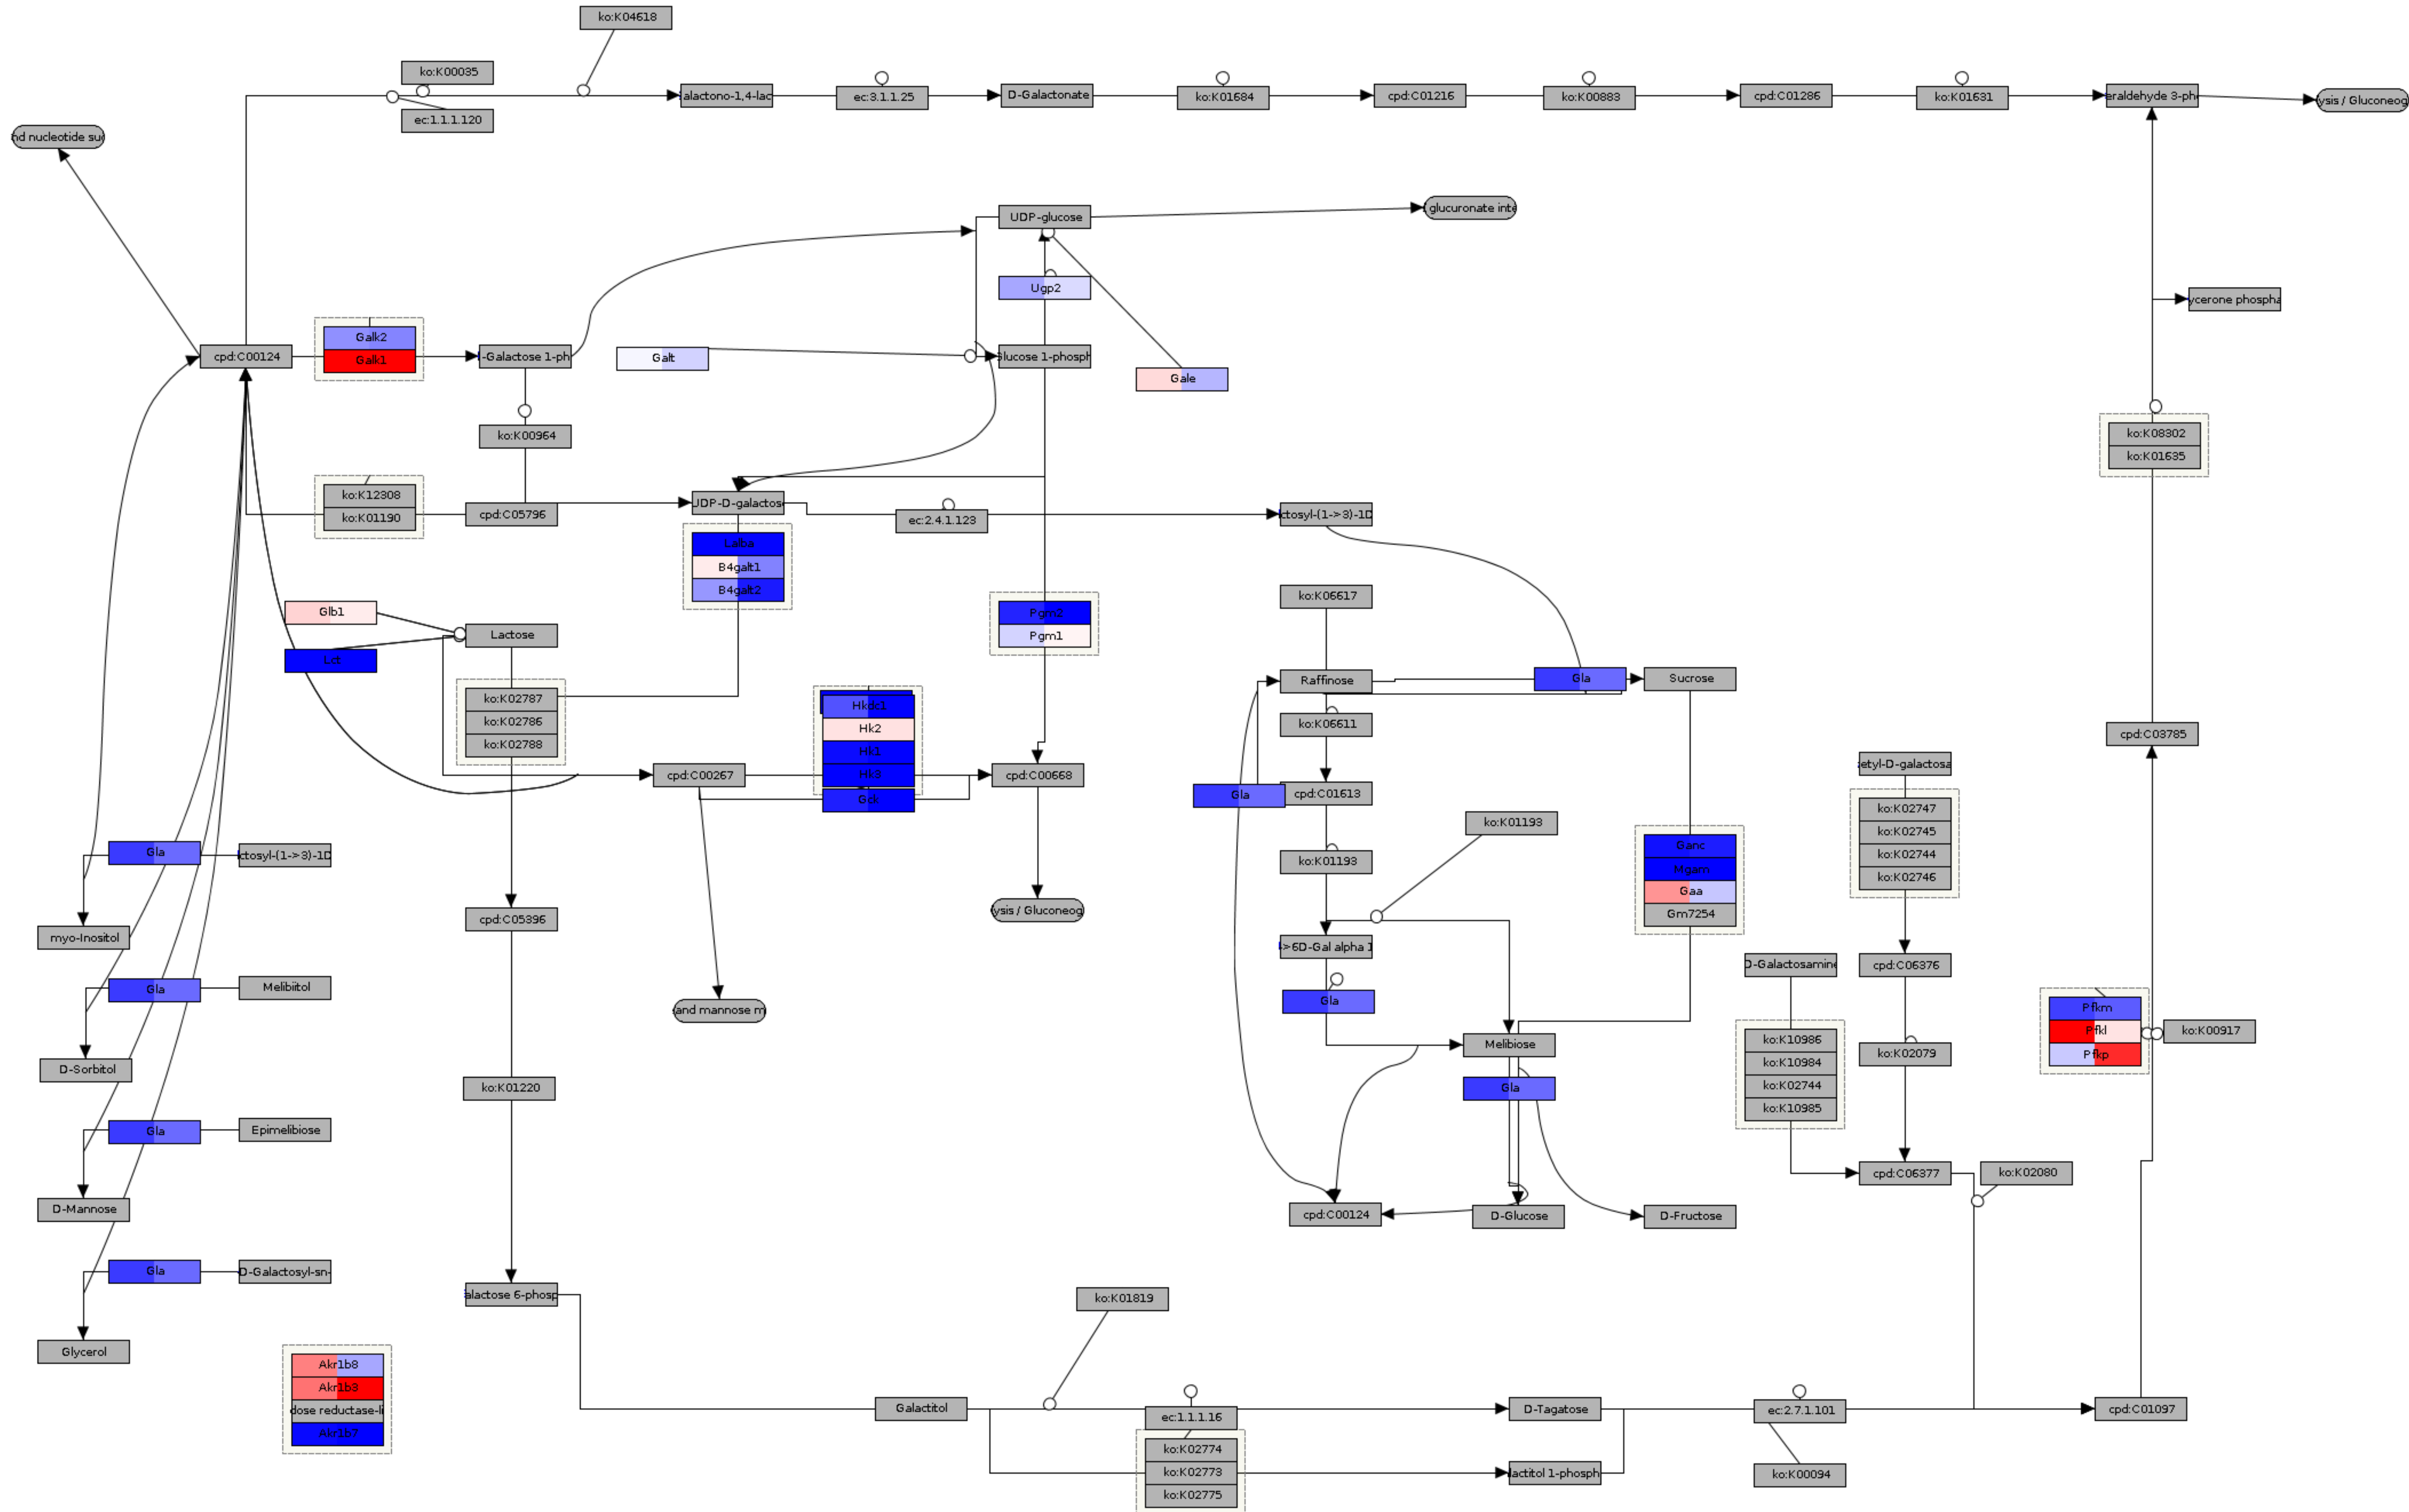 ko:K04618
ko:K00035
ec:1.1.1.120
alactono-1,4-lac
ec:3.1.1.25
D-Galactonate
ko:K01684
cpd:C01216
ko:K00883
cpd:C01286
ko:K01631
eraldehyde 3-ph
ysis / Gluconeog
nd nucleotide su
UDP-glucose
glucuronate inte
Ugp2
ycerone phospha
cpd:C00124
Galk2
Galk1
-Galactose 1-ph
Galt
Glucose 1-phosph
Gale
ko:K00964
ko:K08302
ko:K01635
ko:K12308
ko:K01190
cpd:C05796
UDP-D-galactos
ec:2.4.1.123
ctosyl-(1->3)-1D
Lalba
B4galt1
B4galt2
Glb1
Lactose
Lct
Pgm2
Pgm1
ko:K06617
Raffinose
Gla
Sucrose
ko:K02787
ko:K02786
ko:K02788
Hkdc1
Hk2
Hk1
Hk3
Gck
cpd:C00267
cpd:C00668
ko:K06611
cpd:C03785
etyl-D-galactosa
Gla
cpd:C01613
ko:K02747
ko:K02745
ko:K02744
ko:K02746
ko:K01193
ko:K01193
Ganc
Mgam
Gaa
Gm7254
Gla
ctosyl-(1->3)-1D
cpd:C05396
ysis / Gluconeog
myo-Inositol
->6D-Gal alpha 1
D-Galactosamine
cpd:C06376
Gla
Melibiitol
and mannose m
Gla
Pfkm
Pfkl
Pfkp
ko:K00917
Melibiose
ko:K10986
ko:K10984
ko:K02744
ko:K10985
ko:K02079
D-Sorbitol
ko:K01220
Gla
Gla
Epimelibiose
cpd:C06377
ko:K02080
D-Mannose
cpd:C00124
D-Glucose
D-Fructose
Gla
D-Galactosyl-sn-
alactose 6-phosp
ko:K01819
Glycerol
Akr1b8
Akr1b3
dose reductase-li
Akr1b7
Galactitol
ec:1.1.1.16
D-Tagatose
ec:2.7.1.101
cpd:C01097
ko:K02774
ko:K02773
ko:K02775
lactitol 1-phosph
ko:K00094